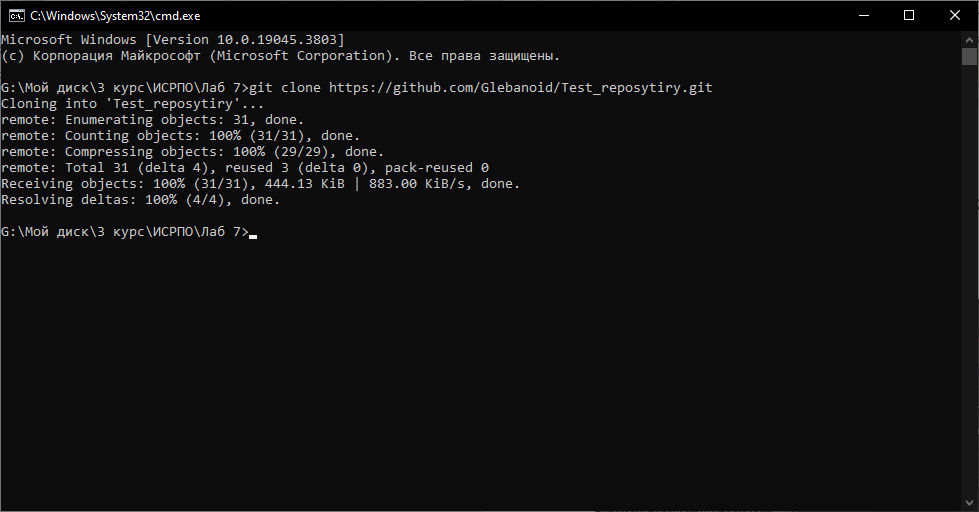 C:\Windows\System32\cmd.exe
Microsoft Windows [Version 10.0.19045.3803]
(c) Корпорация Майкрософт (Microsoft Corporation). Все права защищены.
G:\Мой диск\3 курс\ИСРПО\Лаб 7>git clone https://github.com/Glebanoid/Test_reposytiry.git
Cloning into 'Test_reposytiry'...
remote: Enumerating objects: 31, done.
remote: Counting objects: 100% (31/31), done.
remote: Compressing objects: 100% (29/29), done.
remote: Total 31 (delta 4), reused 3 (delta 0), pack-reused 0
Receiving objects: 100% (31/31), 444.13 KiB | 883.00 KiB/s, done.
Resolving deltas: 100% (4/4), done.
G:\Мой диск\3 курс\ИСРПО\Лаб 7>